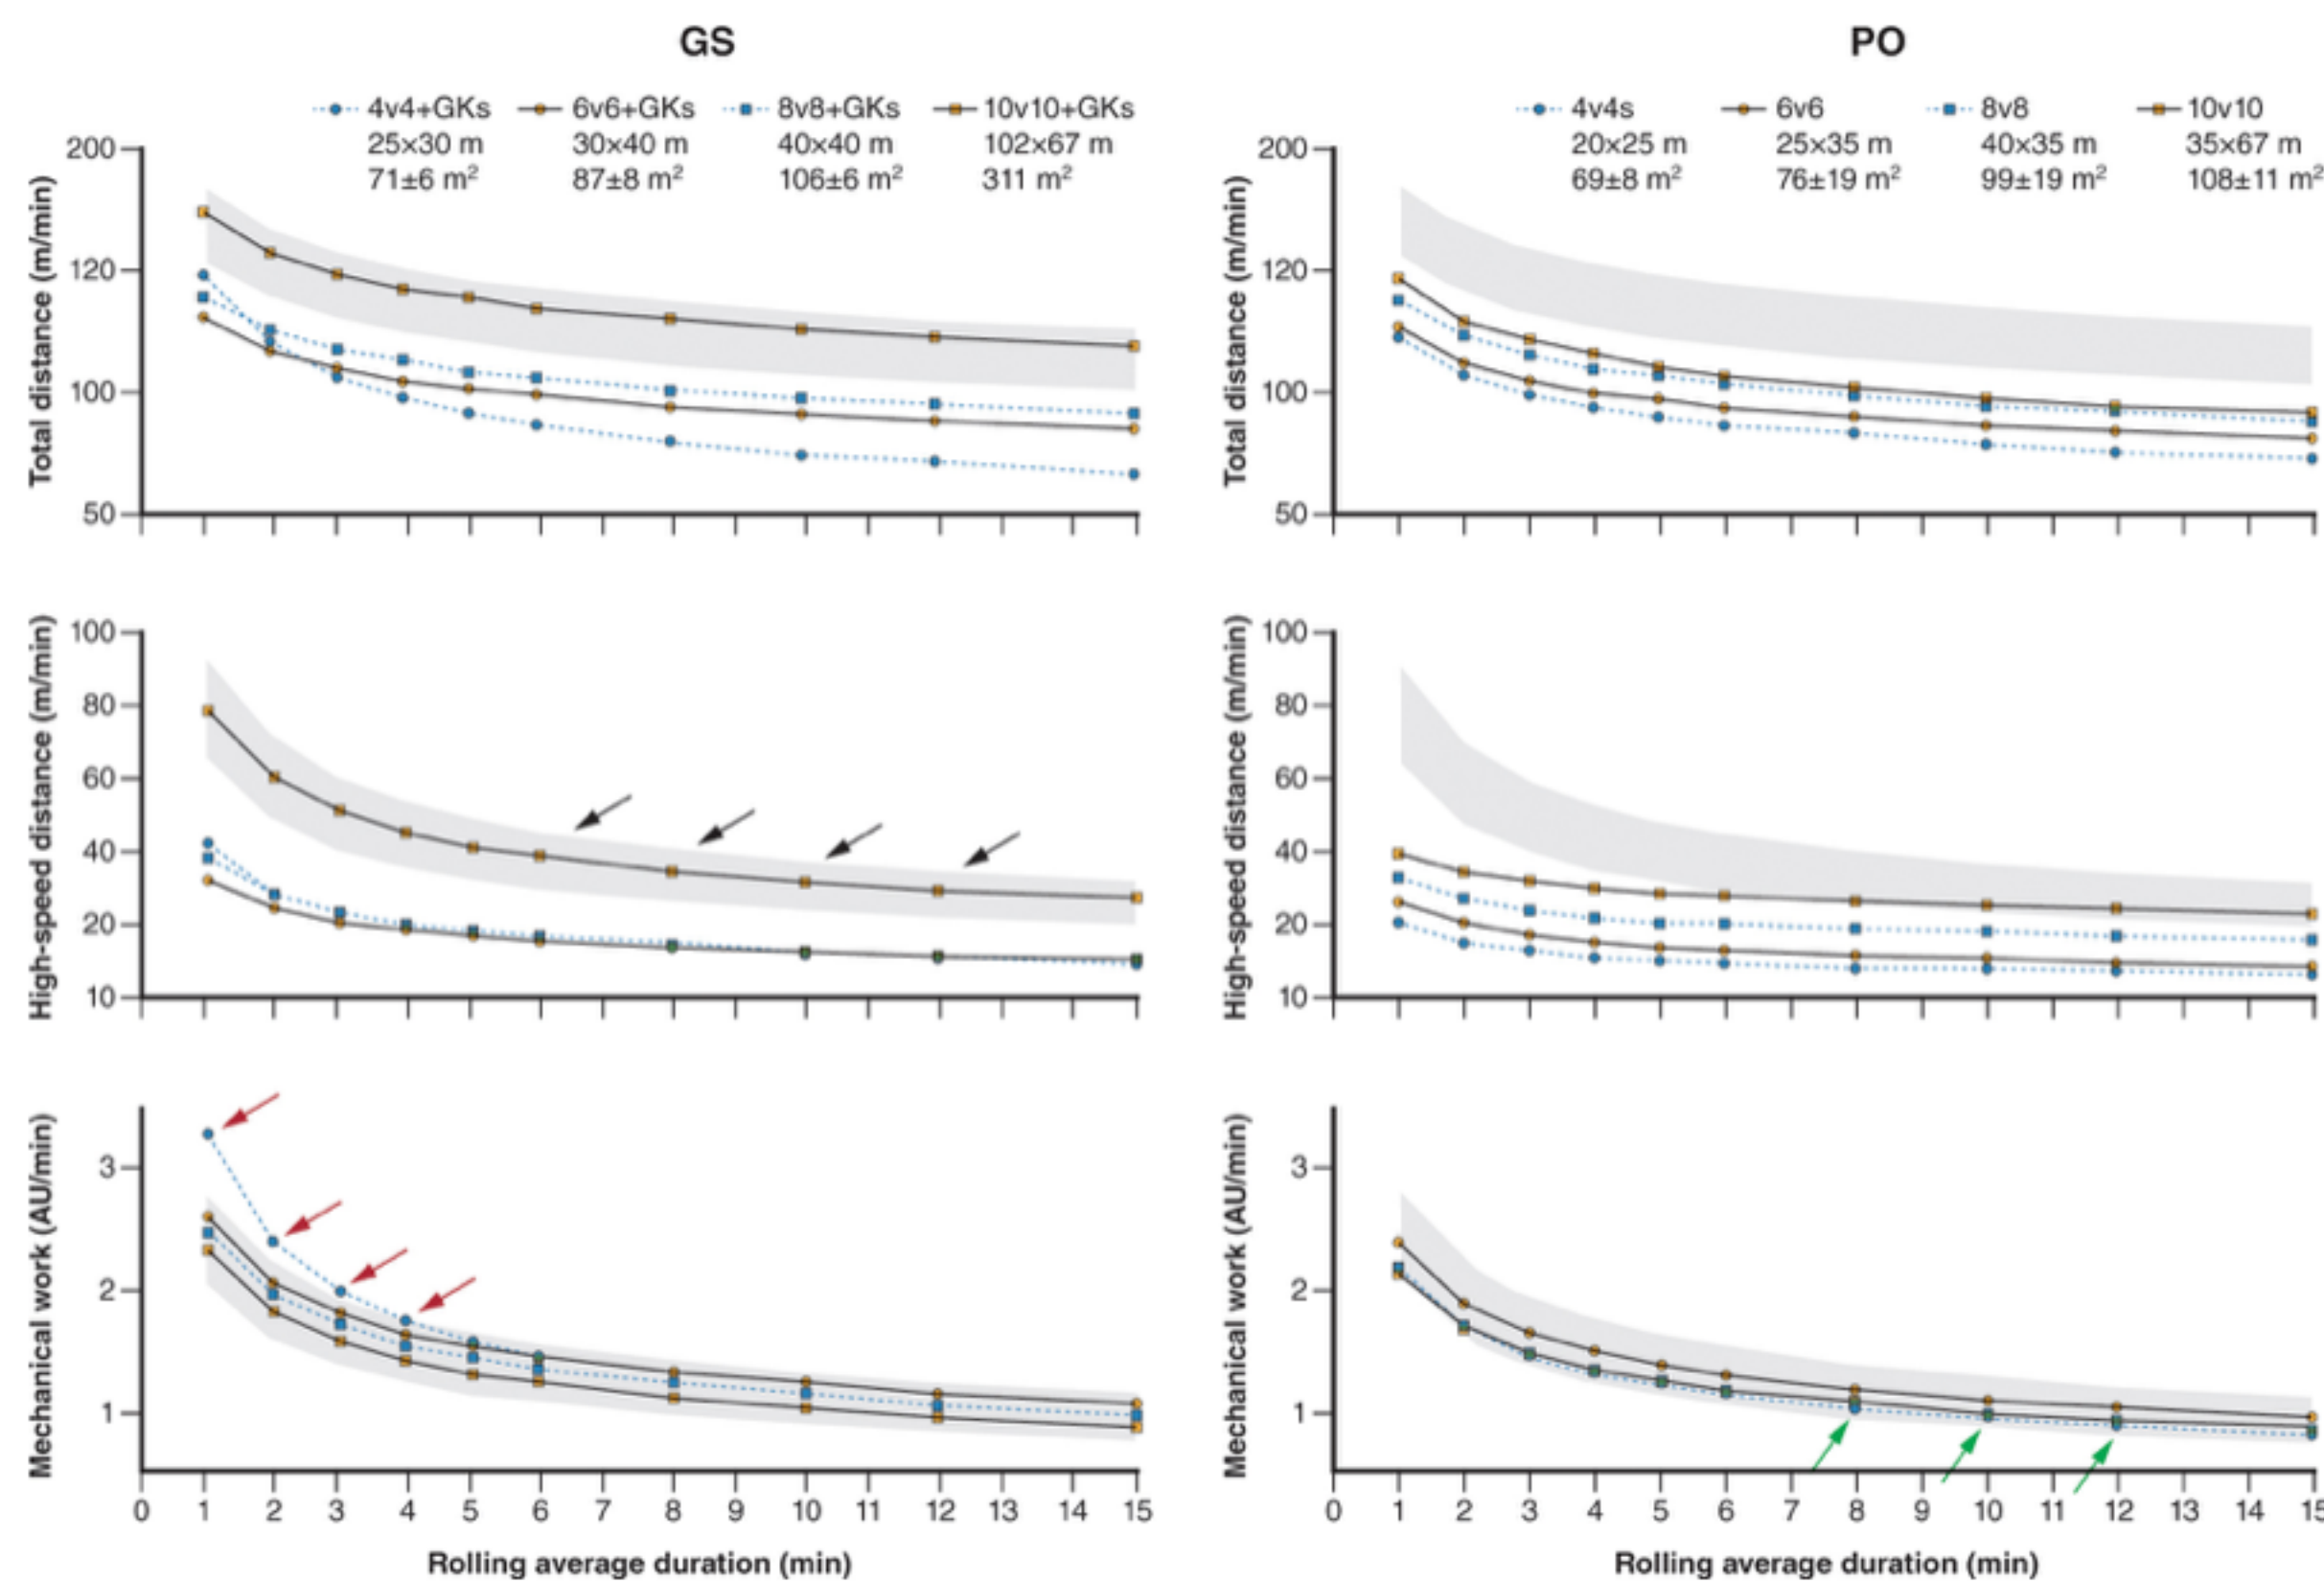 GS
4v4+GKs 6v6+GKs 8v8+GKs 10v10+GKs
25×30 m 30×40 m 40×40 m 102×67 m
71±6 m² 87±8 m² 106±6 m² 311 m²
Total distance (m/min)
200
120
100
50
PO
4v4s 6v6 8v8 10v10
20×25 m 25×35 m 40×35 m 35×67 m
69±8 m² 76±19 m² 99±19 m² 108±11 m²
Total distance (m/min)
200
120
100
50
High-speed distance (m/min)
100
80
60
40
20
10
High-speed distance (m/min)
100
80
60
40
20
10
Mechanical work (AU/min)
3
2
1
0 1 2 3 4 5 6 7 8 9 10 11 12 13 14 15
Rolling average duration (min)
Mechanical work (AU/min)
3
2
1
0 1 2 3 4 5 6 7 8 9 10 11 12 13 14 15
Rolling average duration (min)